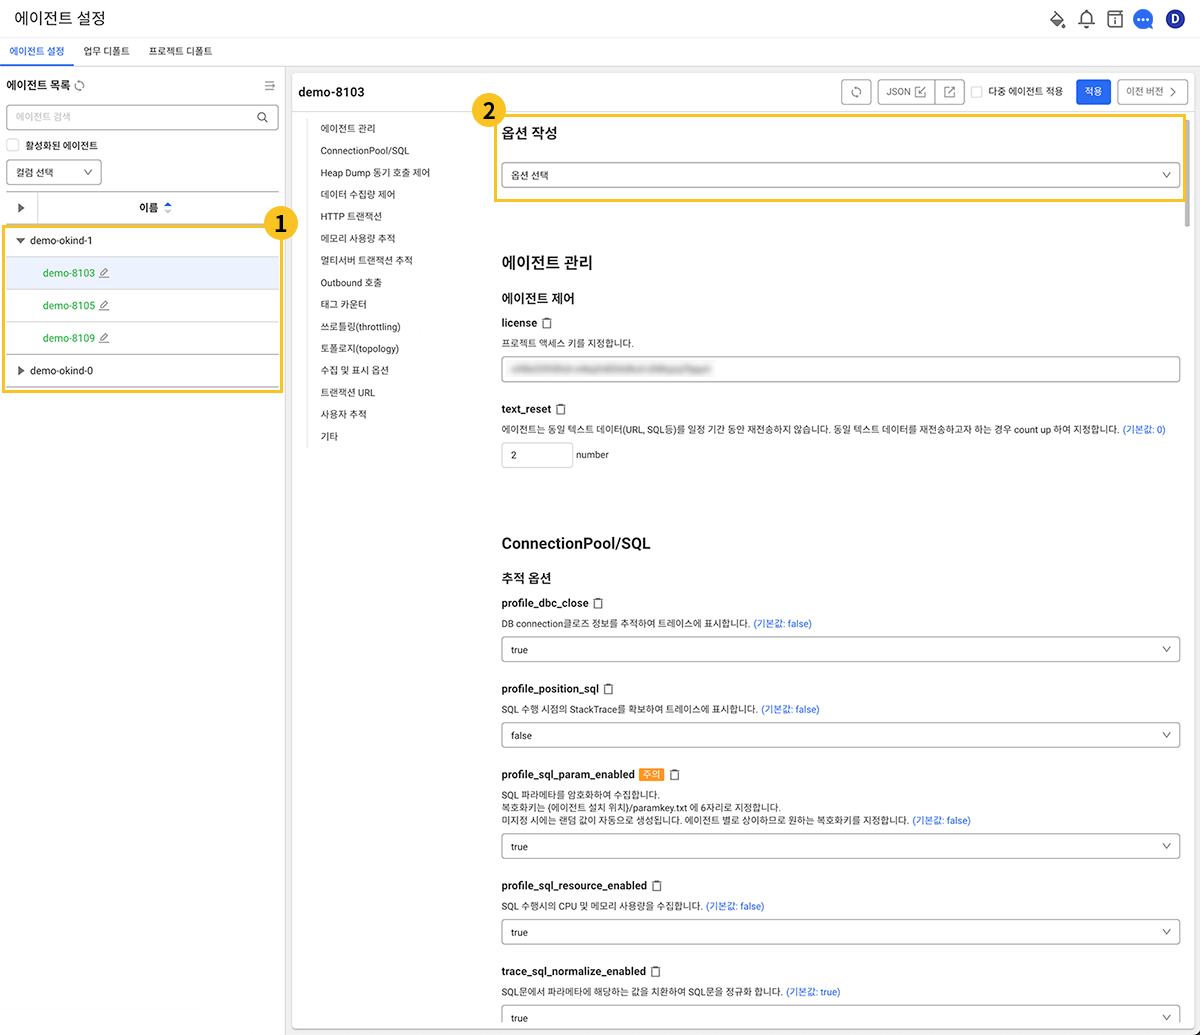 에이전트 설정
D
에이전트 설정 업무 디폴트 프로젝트 디폴트
에이전트 목록
에이전트 검색
활성화된 에이전트
컬럼 선택
이름
1
demo-okind-1
demo-8103
demo-8105
demo-8109
demo-okind-0
demo-8103
JSON
다중 에이전트 적용
적용
이전 버전
에이전트 관리
ConnectionPool/SQL
Heap Dump 동기 호출 제어
데이터 수집량 제어
HTTP 트랜잭션
메모리 사용량 추적
멀티서버 트랜잭션 추적
Outbound 호출
태그 카운터
쓰로틀링(throttling)
토폴로지(topology)
수집 및 표시 옵션
트랜잭션 URL
사용자 추적
기타
2
옵션 작성
옵션 선택
에이전트 관리
에이전트 제어
license
프로젝트 액세스 키를 지정합니다.
text_reset
에이전트는 동일 텍스트 데이터(URL, SQL등)를 일정 기간 동안 재전송하지 않습니다. 동일 텍스트 데이터를 재전송하고자 하는 경우 count up 하여 지정합니다. (기본값: 0)
2 number
ConnectionPool/SQL
추적 옵션
profile_dbc_close
DB connection클로즈 정보를 추적하여 트레이스에 표시합니다. (기본값: false)
true
profile_position_sql
SQL 수행 시점의 StackTrace를 확보하여 트레이스에 표시합니다. (기본값: false)
false
profile_sql_param_enabled 주의
SQL 파라메타를 암호화하여 수집합니다.
복호화키는 {에이전트 설치 위치}/paramkey.txt 에 6자리로 지정합니다.
미지정 시에는 랜덤 값이 자동으로 생성됩니다. 에이전트 별로 상이하므로 원하는 복호화키를 지정합니다. (기본값: false)
true
profile_sql_resource_enabled
SQL 수행시의 CPU 및 메모리 사용량을 수집합니다. (기본값: false)
true
trace_sql_normalize_enabled
SQL문에서 파라메타에 해당하는 값을 치환하여 SQL문을 정규화 합니다. (기본값: true)
true